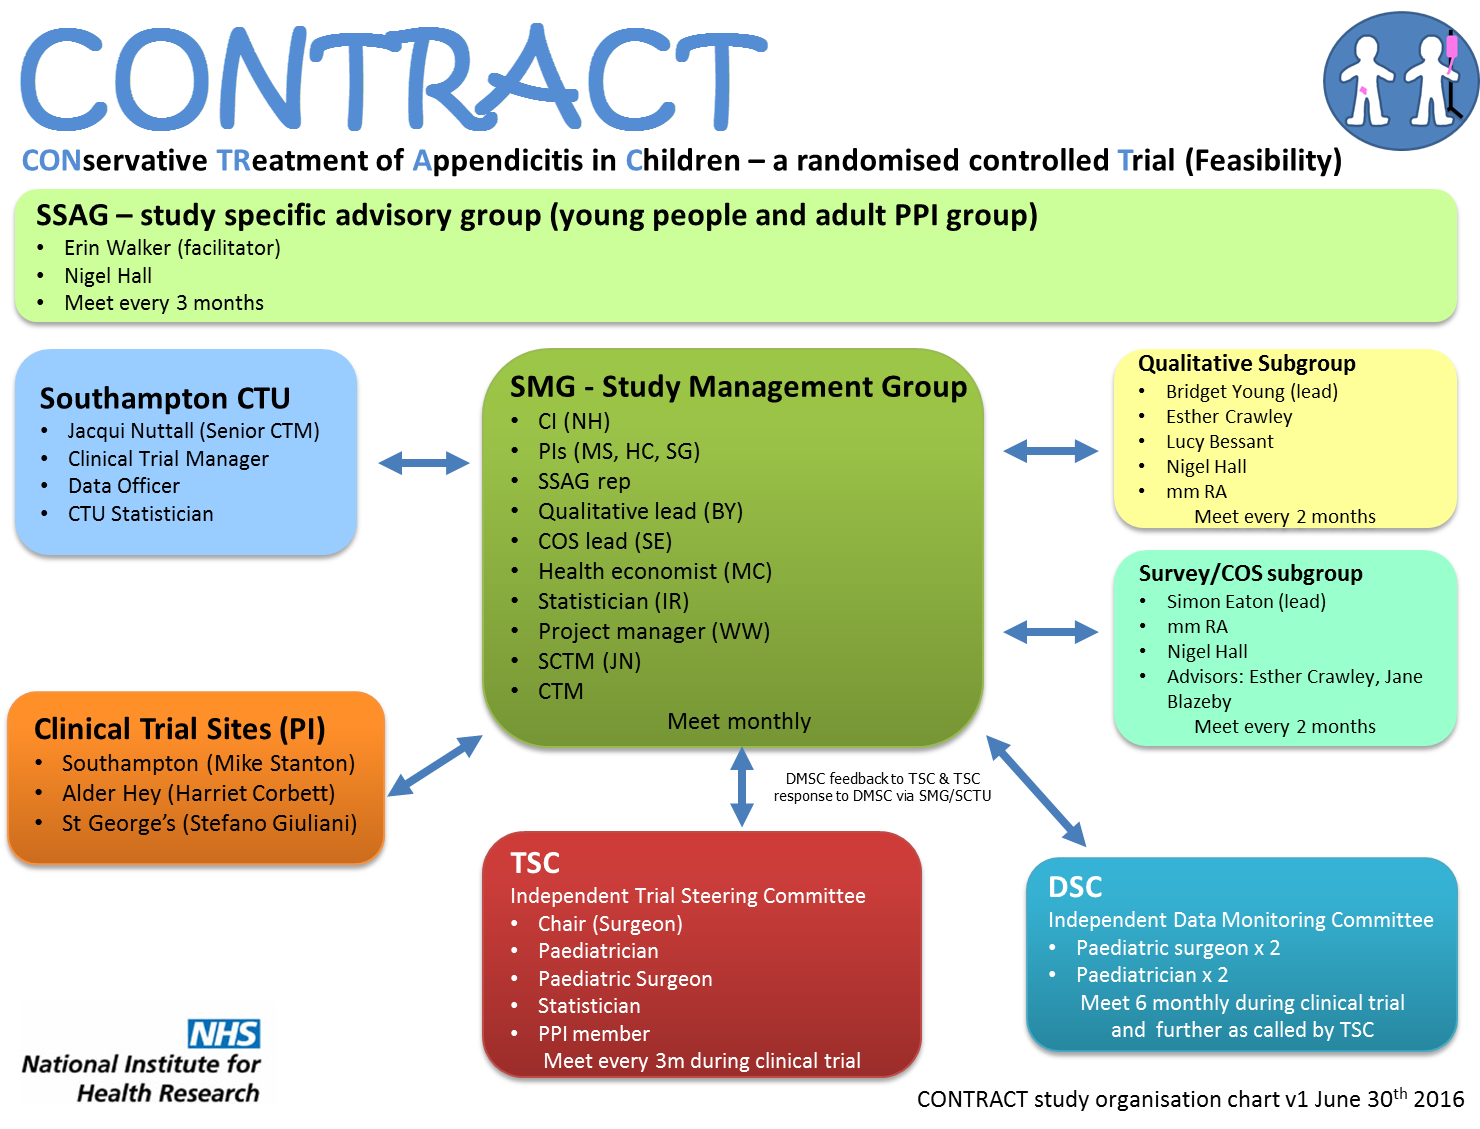 CONTRACT
CONservative TReatment of Appendicitis in Children – a randomised controlled Trial (Feasibility)
SSAG – study specific advisory group (young people and adult PPI group)
• Erin Walker (facilitator)
• Nigel Hall
• Meet every 3 months
Southampton CTU
• Jacqui Nuttall (Senior CTM)
• Clinical Trial Manager
• Data Officer
• CTU Statistician
SMG - Study Management Group
• CI (NH)
• PIs (MS, HC, SG)
• SSAG rep
• Qualitative lead (BY)
• COS lead (SE)
• Health economist (MC)
• Statistician (IR)
• Project manager (WW)
• SCTM (JN)
• CTM
Meet monthly
Qualitative Subgroup
• Bridget Young (lead)
• Esther Crawley
• Lucy Bessant
• Nigel Hall
• mm RA
Meet every 2 months
Survey/COS subgroup
• Simon Eaton (lead)
• mm RA
• Nigel Hall
• Advisors: Esther Crawley, Jane
Blazeby
Meet every 2 months
Clinical Trial Sites (PI)
• Southampton (Mike Stanton)
• Alder Hey (Harriet Corbett)
• St George’s (Stefano Giuliani)
DMSC feedback to TSC & TSC
response to DMSC via SMG/SCTU
TSC
Independent Trial Steering Committee
• Chair (Surgeon)
• Paediatrician
• Paediatric Surgeon
• Statistician
• PPI member
Meet every 3m during clinical trial
DSC
Independent Data Monitoring Committee
• Paediatric surgeon x 2
• Paediatrician x 2
Meet 6 monthly during clinical trial
and further as called by TSC
NHS
National Institute for
Health Research
CONTRACT study organisation chart v1 June 30th 2016